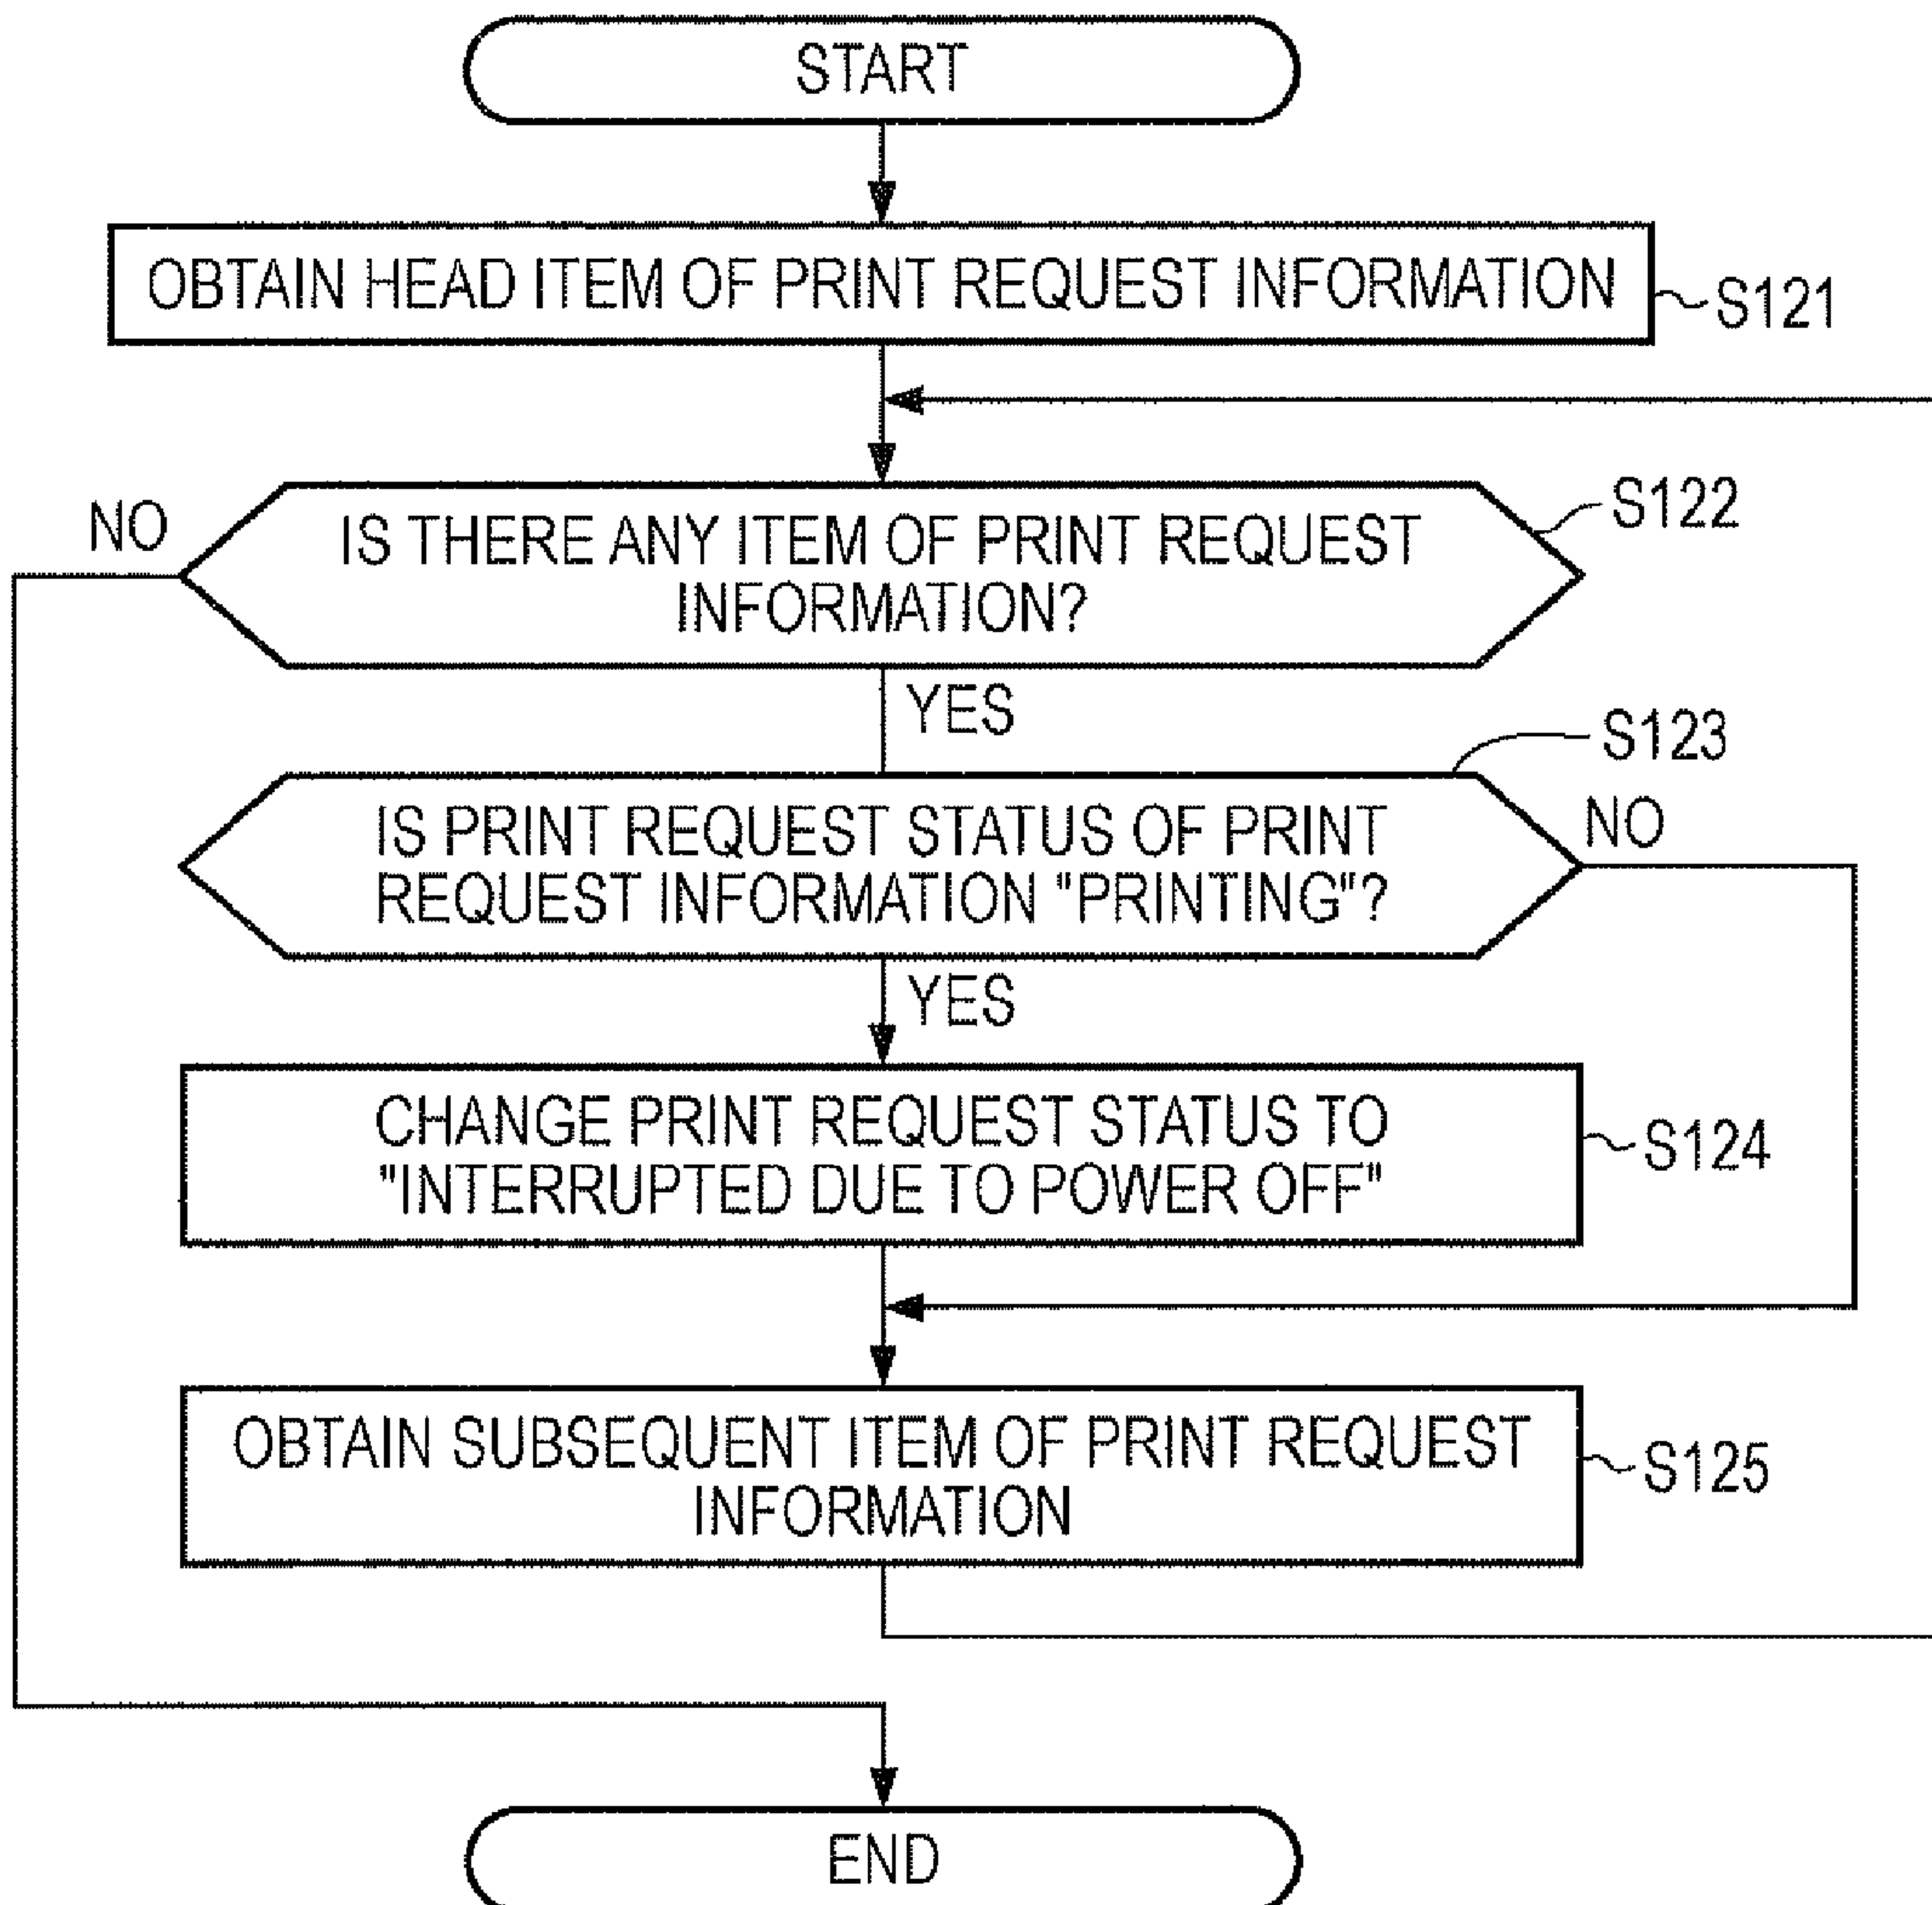 START
OBTAIN HEAD ITEM OF PRINT REQUEST INFORMATION
S121
NO
IS THERE ANY ITEM OF PRINT REQUEST
INFORMATION?
S122
YES
S123
IS PRINT REQUEST STATUS OF PRINT
REQUEST INFORMATION "PRINTING"?
NO
YES
CHANGE PRINT REQUEST STATUS TO
"INTERRUPTED DUE TO POWER OFF"
S124
OBTAIN SUBSEQUENT ITEM OF PRINT REQUEST
INFORMATION
S125
END